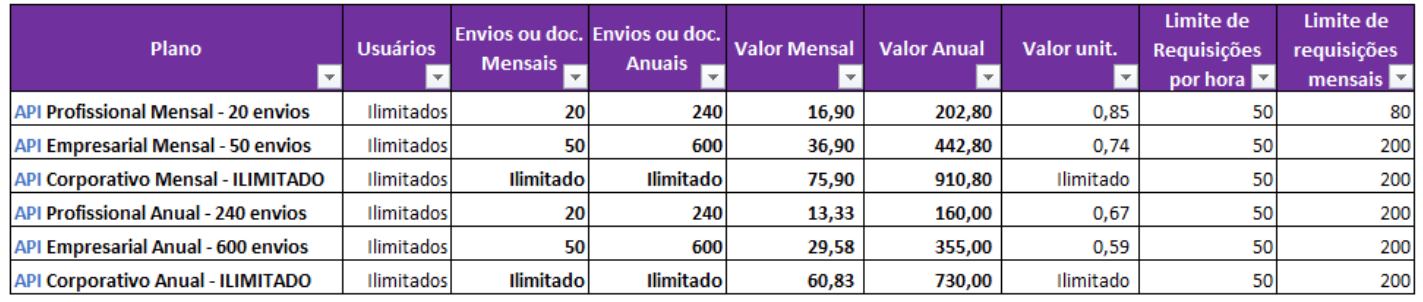 Plano Usuários Envios ou doc. Mensais Envios ou doc. Anuais Valor Mensal Valor Anual Valor unit. Limite de Requisições por hora Limite de requisições mensais
API Profissional Mensal - 20 envios Ilimitados 20 240 16,90 202,80 0,85 50 80
API Empresarial Mensal - 50 envios Ilimitados 50 600 36,90 442,80 0,74 50 200
API Corporativo Mensal - ILIMITADO Ilimitados Ilimitado Ilimitado 75,90 910,80 Ilimitado 50 200
API Profissional Anual - 240 envios Ilimitados 20 240 13,33 160,00 0,67 50 200
API Empresarial Anual - 600 envios Ilimitados 50 600 29,58 355,00 0,59 50 200
API Corporativo Anual - ILIMITADO Ilimitados Ilimitado Ilimitado 60,83 730,00 Ilimitado 50 200